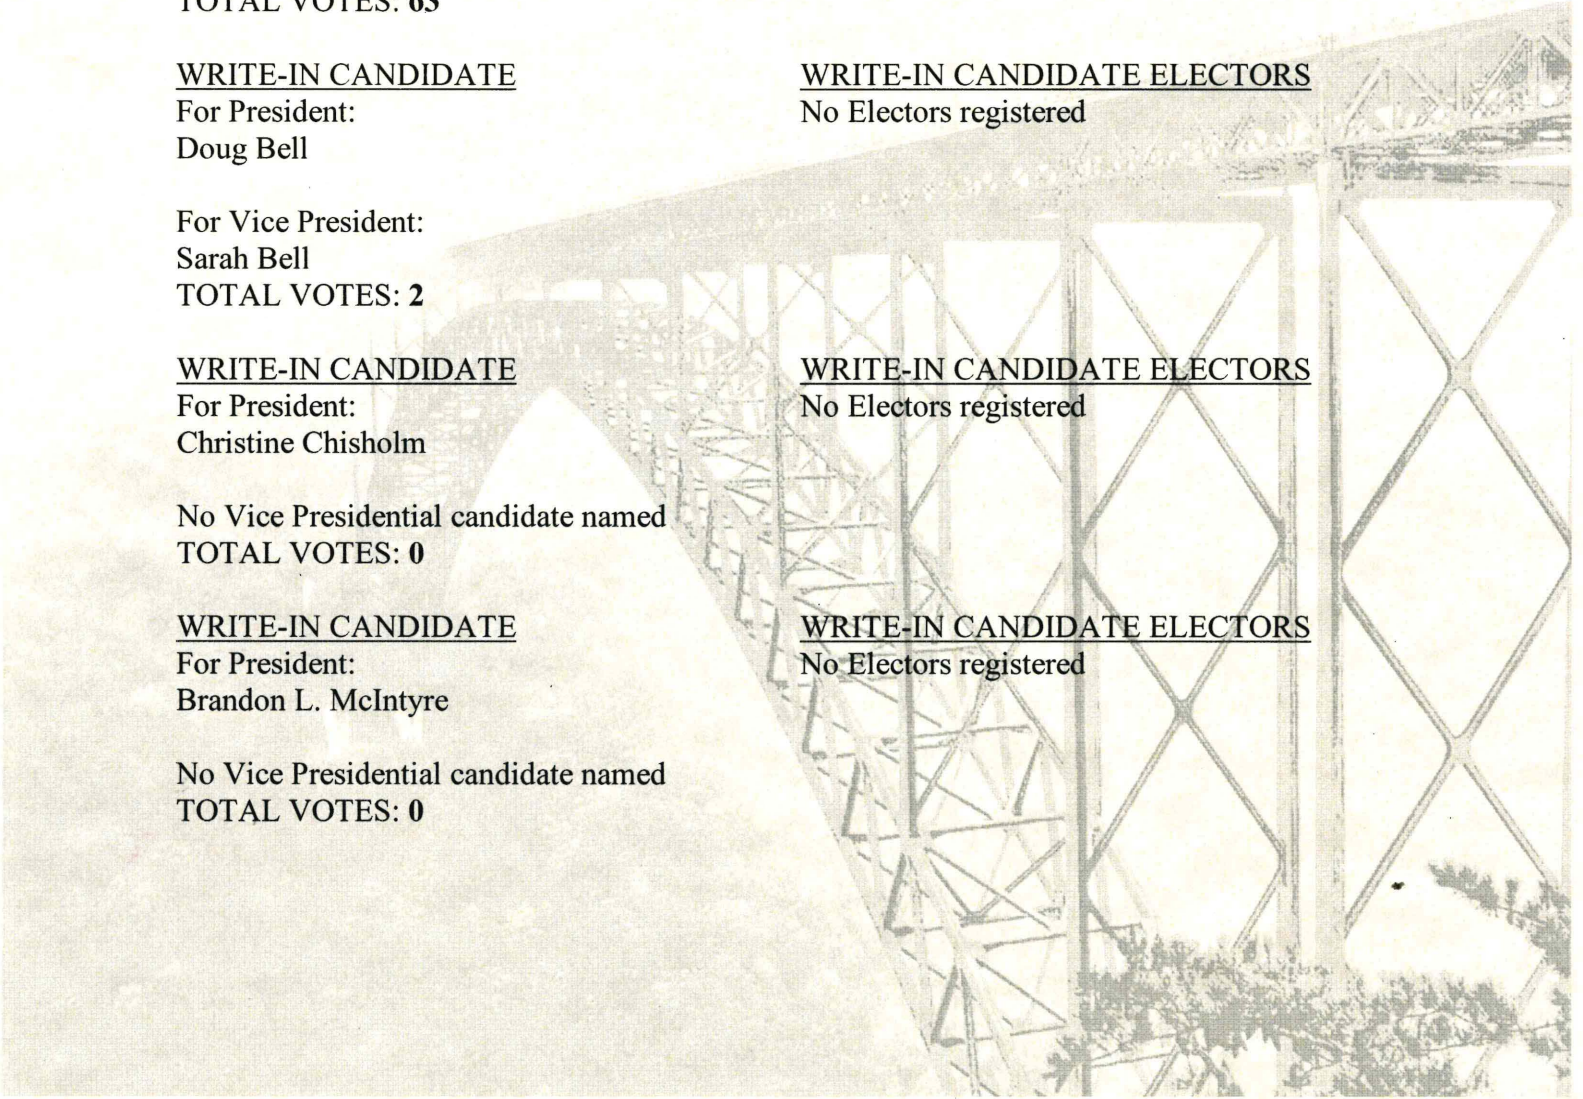 TOTAL VOTES: 63
WRITE-IN CANDIDATE
For President:
Doug Bell
For Vice President:
Sarah Bell
TOTAL VOTES: 2
WRITE-IN CANDIDATE ELECTORS
No Electors registered
WRITE-IN CANDIDATE
For President:
Christine Chisholm
No Vice Presidential candidate named
TOTAL VOTES: 0
WRITE-IN CANDIDATE ELECTORS
No Electors registered
WRITE-IN CANDIDATE
For President:
Brandon L. McIntyre
No Vice Presidential candidate named
TOTAL VOTES: 0
WRITE-IN CANDIDATE ELECTORS
No Electors registered